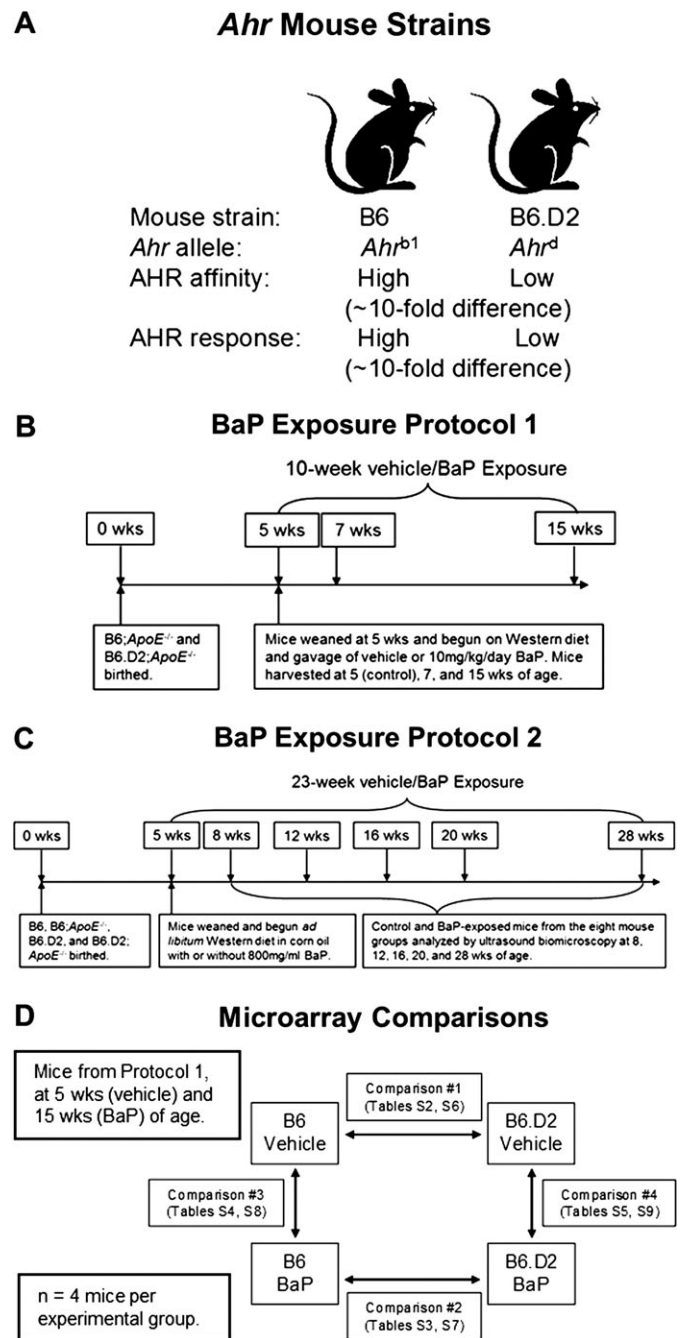 A
Ahr Mouse Strains
Mouse strain: B6 B6.D2
Ahr allele: Ahrb1 Ahrd
AHR affinity: High Low
(~10-fold difference)
AHR response: High Low
(~10-fold difference)
B
BaP Exposure Protocol 1
10-week vehicle/BaP Exposure
0 wks
5 wks
7 wks
15 wks
B6;ApoE-/- and
B6.D2;ApoE-/-
birthed.
Mice weaned at 5 wks and begun on Western diet
and gavage of vehicle or 10mg/kg/day BaP. Mice
harvested at 5 (control), 7, and 15 wks of age.
C
BaP Exposure Protocol 2
23-week vehicle/BaP Exposure
0 wks
5 wks
8 wks
12 wks
16 wks
20 wks
28 wks
B6, B6;ApoE-/-,
B6.D2, and B6.D2;
ApoE-/- birthed.
Mice weaned and begun ad
libitum Western diet in corn oil
with or without 800mg/ml BaP.
Control and BaP-exposed mice from the eight mouse
groups analyzed by ultrasound biomicroscopy at 8,
12, 16, 20, and 28 wks of age.
D
Microarray Comparisons
Mice from Protocol 1,
at 5 wks (vehicle) and
15 wks (BaP) of age.
B6
Vehicle
Comparison #1
(Tables S2, S6)
B6.D2
Vehicle
Comparison #3
(Tables S4, S8)
Comparison #4
(Tables S5, S9)
B6
BaP
B6.D2
BaP
Comparison #2
(Tables S3, S7)
n = 4 mice per
experimental group.